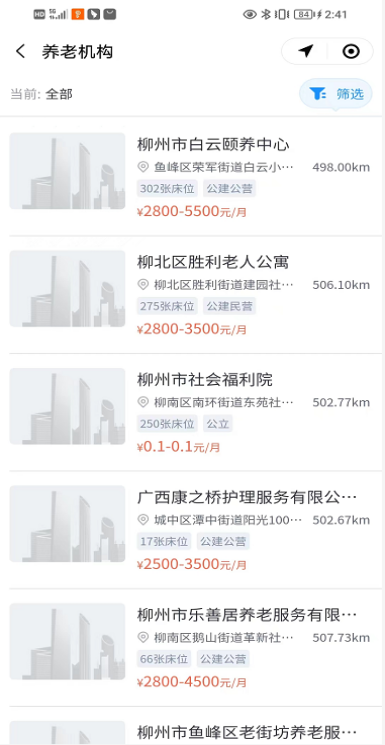 HD 5G 84 2:41
养老机构
当前: 全部 筛选
柳州市白云颐养中心
鱼峰区荣军街道白云小… 498.00km
302张床位 公建公营
¥2800-5500元/月
柳北区胜利老人公寓
柳北区胜利街道建园社… 506.10km
275张床位 公建民营
¥2800-3500元/月
柳州市社会福利院
柳南区南环街道东苑社… 502.77km
250张床位 公立
¥0.1-0.1元/月
广西康之桥护理服务有限公…
城中区潭中街道阳光100… 502.67km
17张床位 公建公营
¥2500-3500元/月
柳州市乐善居养老服务有限…
柳南区鹅山街道革新社… 507.73km
66张床位 公建公营
¥2800-4500元/月
柳州市鱼峰区老街坊养老服…